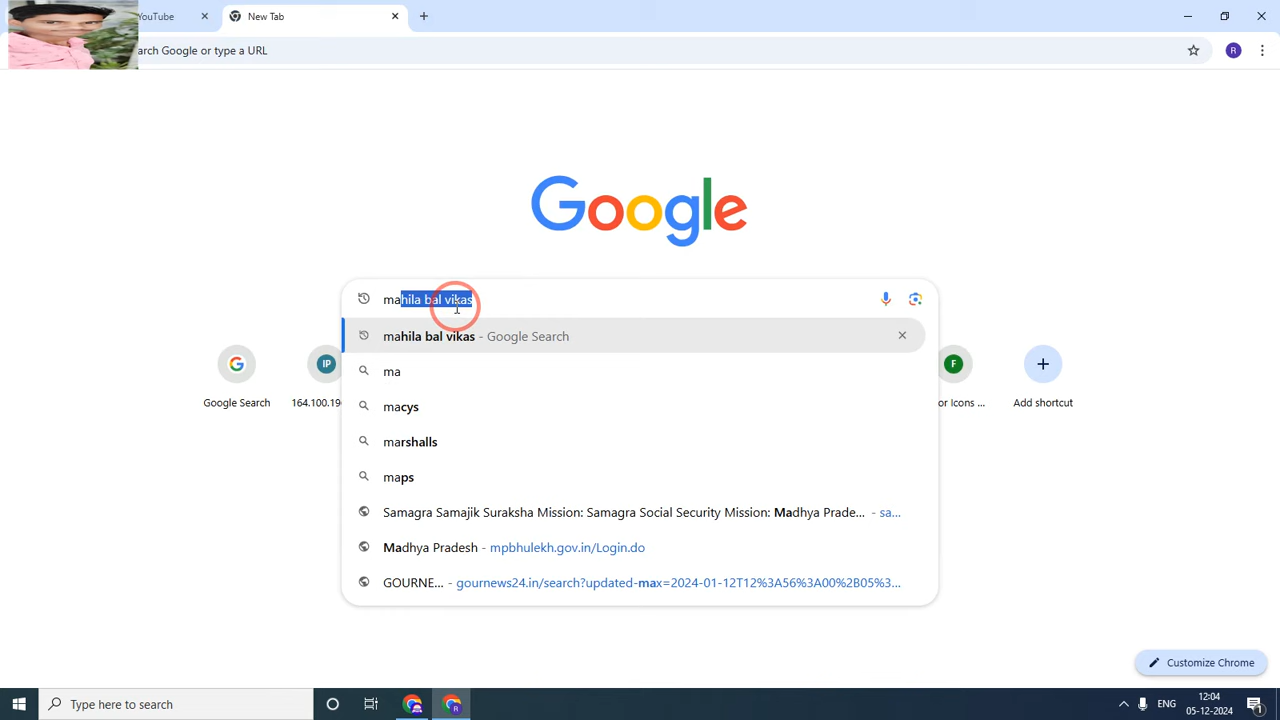 YouTube
New Tab
rch Google or type a URL
R
Google
mahila bal vikas
mahila bal vikas - Google Search
ma
macys
marshalls
maps
Samagra Samajik Suraksha Mission: Samagra Social Security Mission: Madhya Prade... - sa...
Madhya Pradesh - mpbhulekh.gov.in/Login.do
GOURNE... - gournews24.in/search?updated-max=2024-01-12T12%3A56%3A00%2B05%3...
G
Google Search
IP
164.100.19
F
or Icons ...
Add shortcut
Customize Chrome
Type here to search
ENG
12:04
05-12-2024